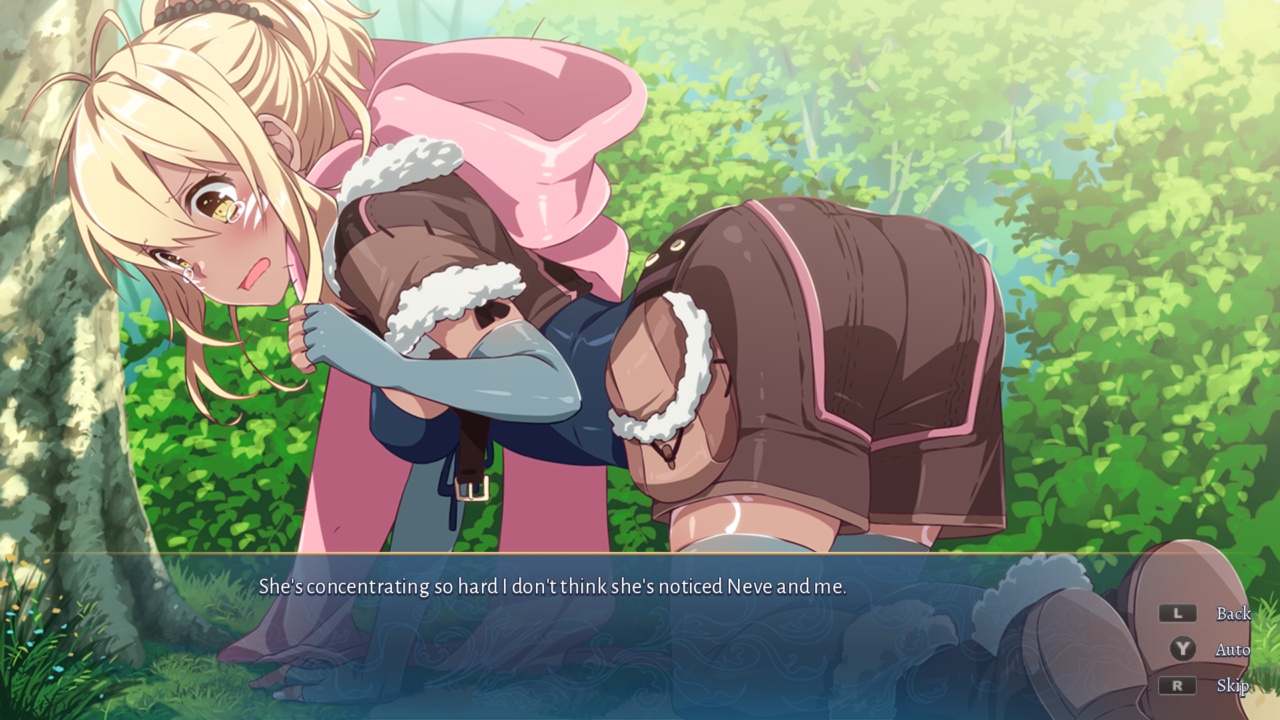 She's concentrating so hard I don't think she's noticed Neve and me.
L Back
Y Auto
R Skip